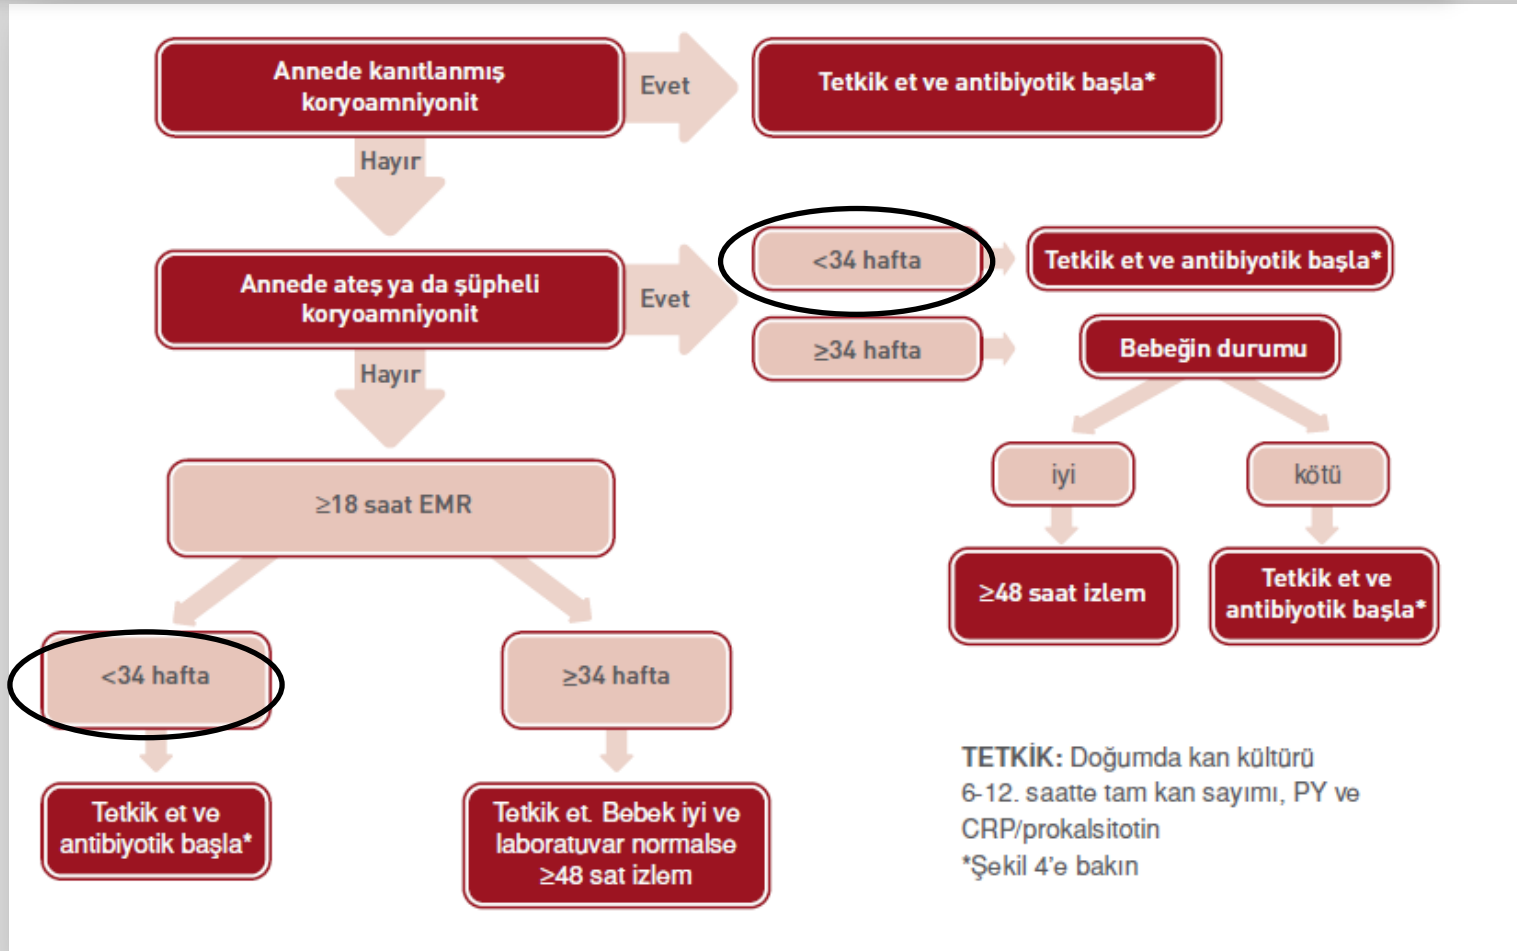 Annede kanıtlanmış
koryoamniyonit
Evet
Tetkik et ve antibiyotik başla*
Hayır
Annede ateş ya da şüpheli
koryoamniyonit
Evet
<34 hafta
Tetkik et ve antibiyotik başla*
≥34 hafta
Bebeğin durumu
Hayır
iyi
kötü
≥18 saat EMR
≥48 saat izlem
Tetkik et ve
antibiyotik başla*
<34 hafta
≥34 hafta
Tetkik et ve
antibiyotik başla*
Tetkik et. Bebek iyi ve
laboratuvar normalse
≥48 sat izlem
TETKİK: Doğumda kan kültürü
6-12. saatte tam kan sayımı, PY ve
CRP/prokalsitotin
*Şekil 4'e bakın